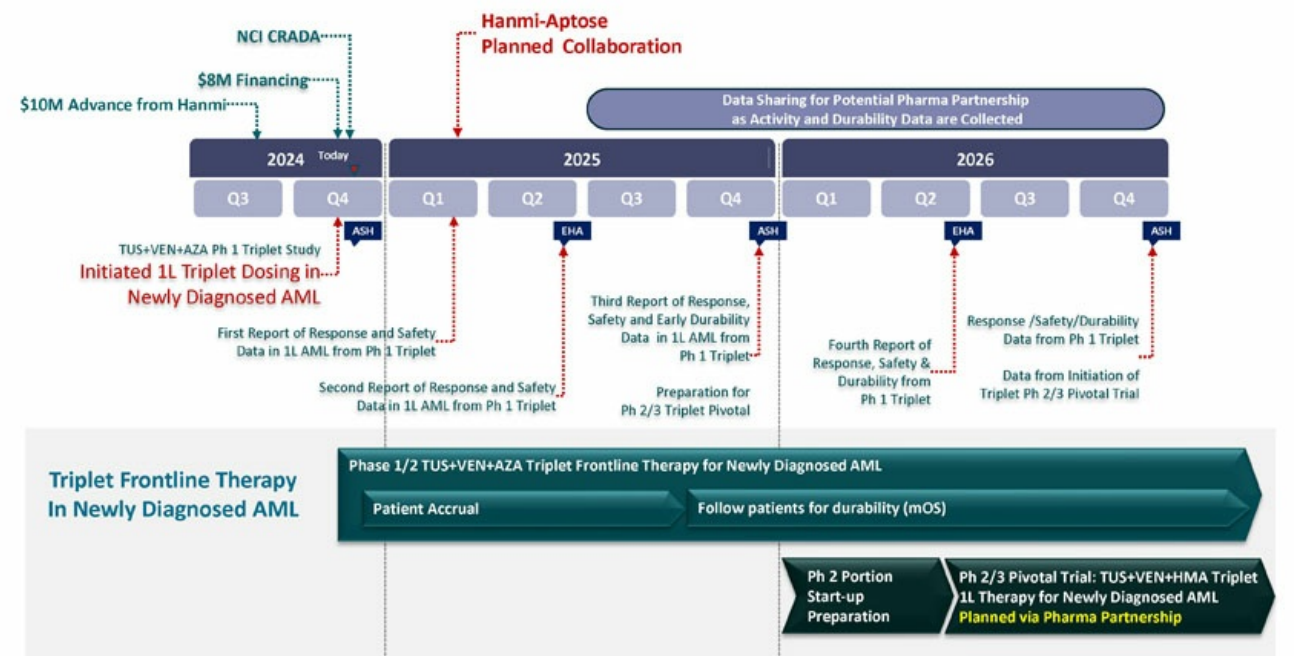 Hanmi-Aptose
Planned Collaboration
NCI CRADA
$8M Financing
$10M Advance from Hanmi
Data Sharing for Potential Pharma Partnership
as Activity and Durability Data are Collected
2024 Today
2025
2026
Q3 Q4 Q1 Q2 Q3 Q4 Q1 Q2 Q3 Q4
ASH EHA ASH EHA ASH
TUS+VEN+AZA Ph 1 Triplet Study
Initiated 1L Triplet Dosing in
Newly Diagnosed AML
First Report of Response and Safety
Data in 1L AML from Ph 1 Triplet
Second Report of Response and Safety
Data in 1L AML from Ph 1 Triplet
Third Report of Response,
Safety and Early Durability
Data in 1L AML from
Ph 1 Triplet
Preparation for
Ph 2/3 Triplet Pivotal
Fourth Report of
Response, Safety &
Durability from
Ph 1 Triplet
Response /Safety/Durability
Data from Ph 1 Triplet
Data from Initiation of
Triplet Ph 2/3 Pivotal Trial
Triplet Frontline Therapy
In Newly Diagnosed AML
Phase 1/2 TUS+VEN+AZA Triplet Frontline Therapy for Newly Diagnosed AML
Patient Accrual
Follow patients for durability (mOS)
Ph 2 Portion
Start-up
Preparation
Ph 2/3 Pivotal Trial: TUS+VEN+HMA Triplet
1L Therapy for Newly Diagnosed AML
Planned via Pharma Partnership